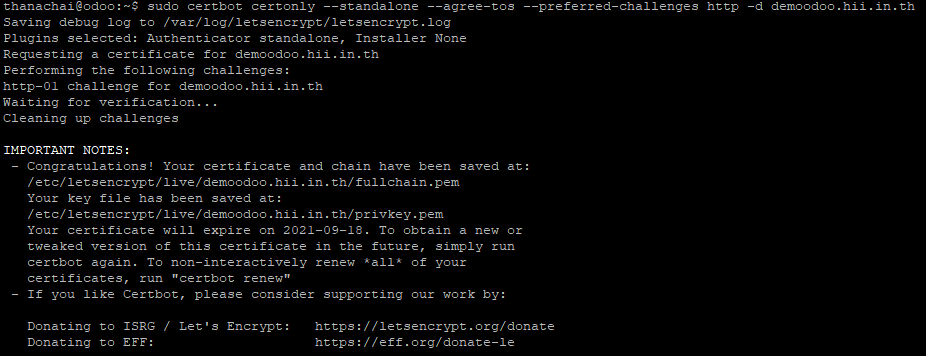 thanachai@odoo:~$ sudo certbot certonly --standalone --agree-tos --preferred-challenges http -d demoodoo.hii.in.th
Saving debug log to /var/log/letsencrypt/letsencrypt.log
Plugins selected: Authenticator standalone, Installer None
Requesting a certificate for demoodoo.hii.in.th
Performing the following challenges:
http-01 challenge for demoodoo.hii.in.th
Waiting for verification...
Cleaning up challenges
IMPORTANT NOTES:
- Congratulations! Your certificate and chain have been saved at:
/etc/letsencrypt/live/demoodoo.hii.in.th/fullchain.pem
Your key file has been saved at:
/etc/letsencrypt/live/demoodoo.hii.in.th/privkey.pem
Your certificate will expire on 2021-09-18. To obtain a new or
tweaked version of this certificate in the future, simply run
certbot again. To non-interactively renew *all* of your
certificates, run "certbot renew"
- If you like Certbot, please consider supporting our work by:
Donating to ISRG / Let's Encrypt: https://letsencrypt.org/donate
Donating to EFF: https://eff.org/donate-le